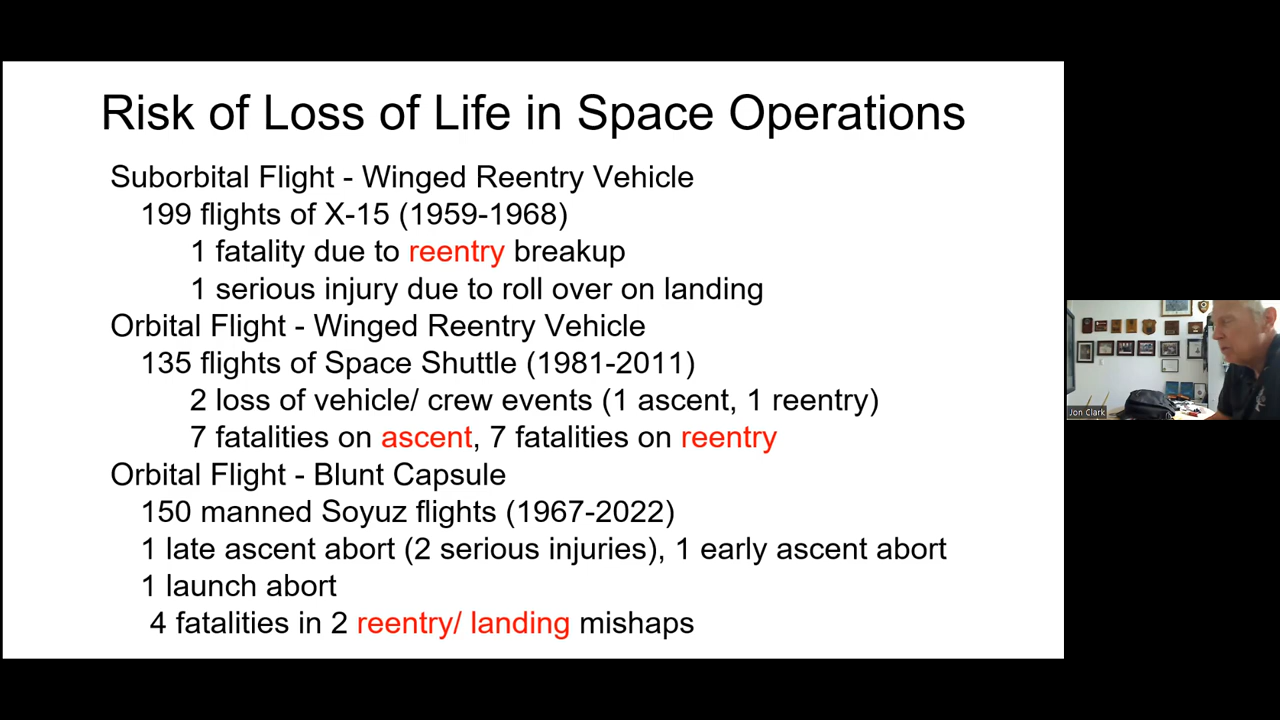 Risk of Loss of Life in Space Operations
Suborbital Flight - Winged Reentry Vehicle
199 flights of X-15 (1959-1968)
1 fatality due to reentry breakup
1 serious injury due to roll over on landing
Orbital Flight - Winged Reentry Vehicle
135 flights of Space Shuttle (1981-2011)
2 loss of vehicle/ crew events (1 ascent, 1 reentry)
7 fatalities on ascent, 7 fatalities on reentry
Orbital Flight - Blunt Capsule
150 manned Soyuz flights (1967-2022)
1 late ascent abort (2 serious injuries), 1 early ascent abort
1 launch abort
4 fatalities in 2 reentry/ landing mishaps
Jon Clark